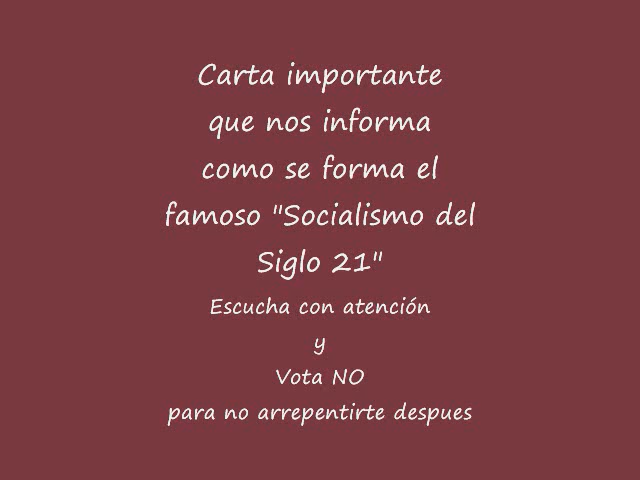 Carta importante
que nos informa
como se forma el
famoso "Socialismo del
Siglo 21"
Escucha con atención
y
Vota NO
para no arrepentirte despues